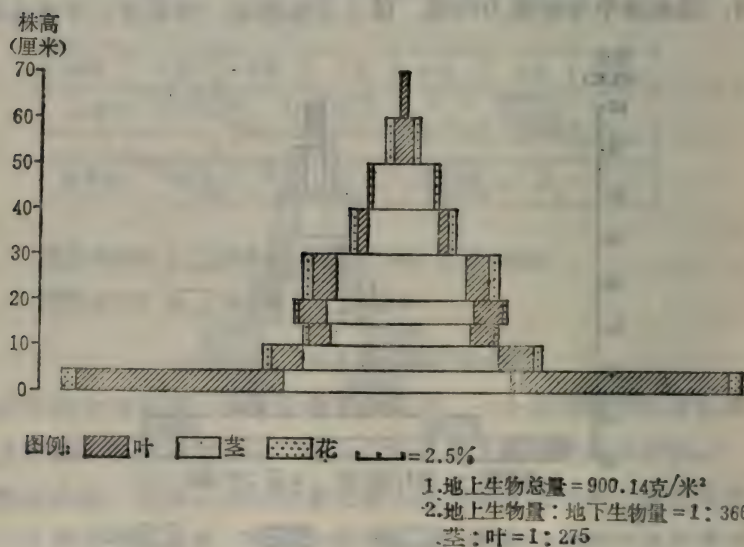 株高
(厘米)
70
60
50
40
30
20
10
0
图例: 叶 茎 花 =2.5%
1.地上生物总量=900.14克/米²
2.地上生物量:地下生物量=1:360
茎:叶=1:275